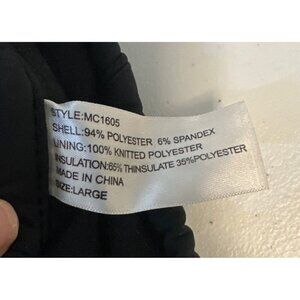 STYLE:MC1605
SHELL:94% POLYESTER 6% SPANDEX
LINING:100% KNITTED POLYESTER
INSULATION:65%THINSULATE 35%POLYESTER
MADE IN CHINA
SIZE:LARGE